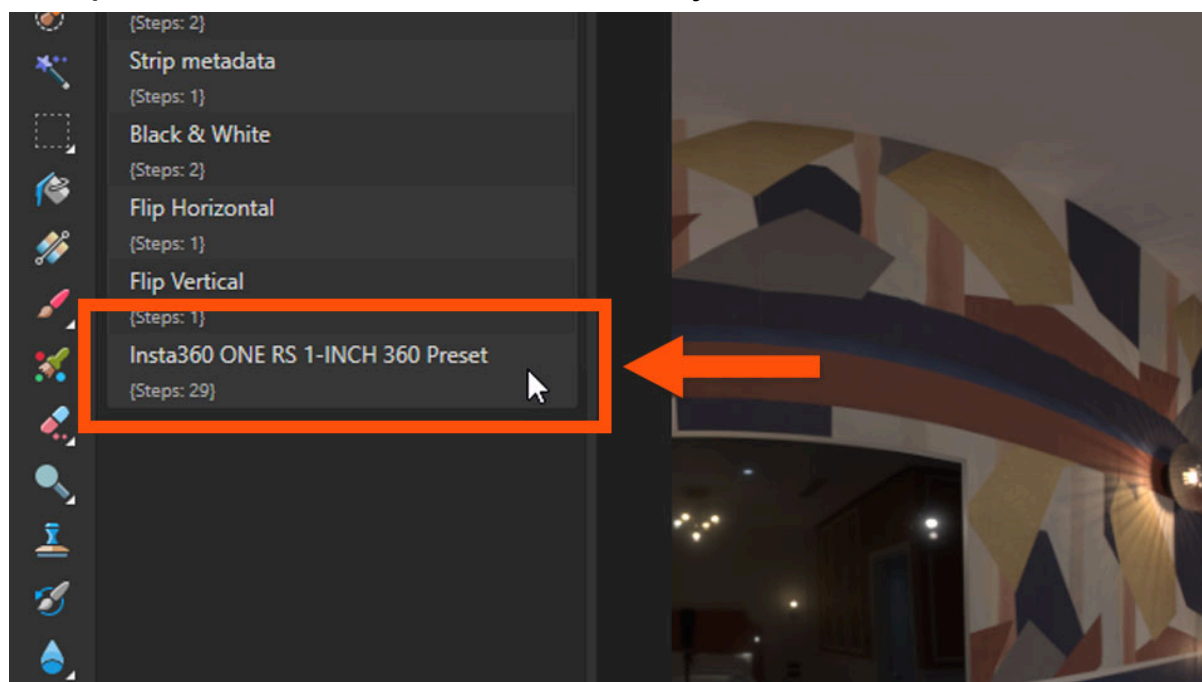 {Steps: 2}
Strip metadata
{Steps: 1}
Black & White
{Steps: 2}
Flip Horizontal
{Steps: 1}
Flip Vertical
{Steps: 1}
Insta360 ONE RS 1-INCH 360 Preset
{Steps: 29}